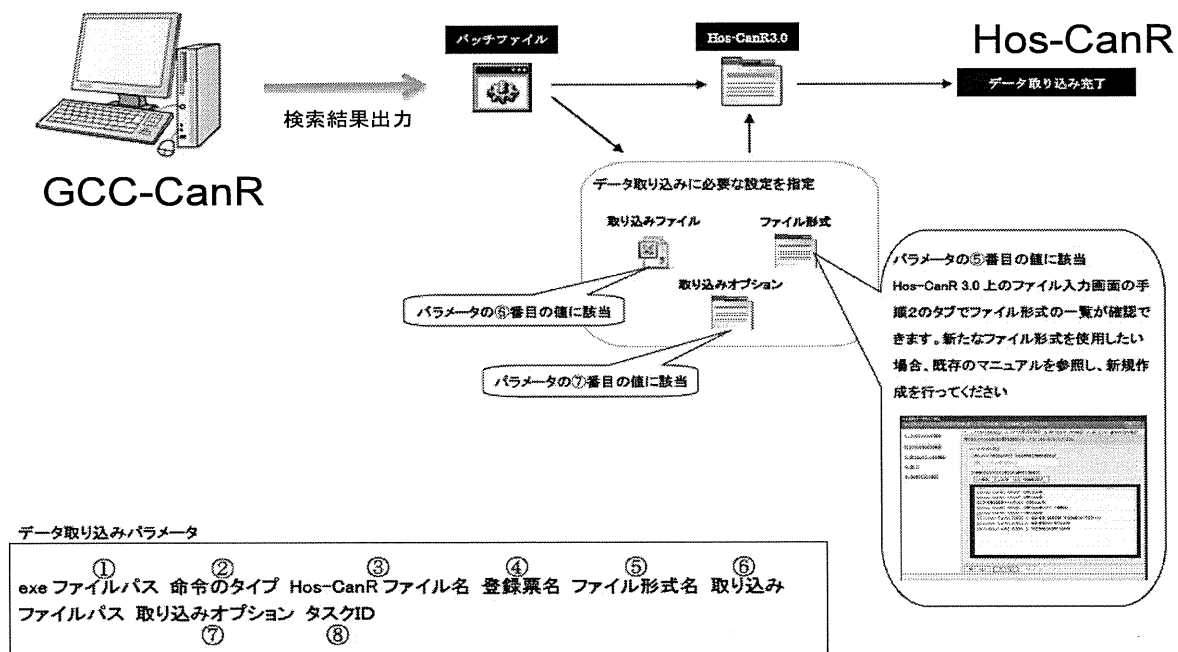 GCC-CanR
検索結果出力
バッチファイル
Hos-CanR3.0
Hos-CanR
データ取り込み完了
データ取り込みに必要な設定を指定
取り込みファイル
ファイル形式
取り込みオプション
パラメータの⑥番目の値に該当
パラメータの⑦番目の値に該当
パラメータの⑤番目の値に該当
Hos-CanR 3.0 上のファイル入力画面の手
順2のタブでファイル形式の一覧が確認で
きます。新たなファイル形式を使用したい
場合、既存のマニュアルを参照し、新規作
成を行ってください
データ取り込みパラメータ
① ② ③ ④ ⑤ ⑥
exe ファイルパス 命令のタイプ Hos-CanR ファイル名 登録票名 ファイル形式名 取り込み
ファイルパス 取り込みオプション タスクID
⑦ ⑧